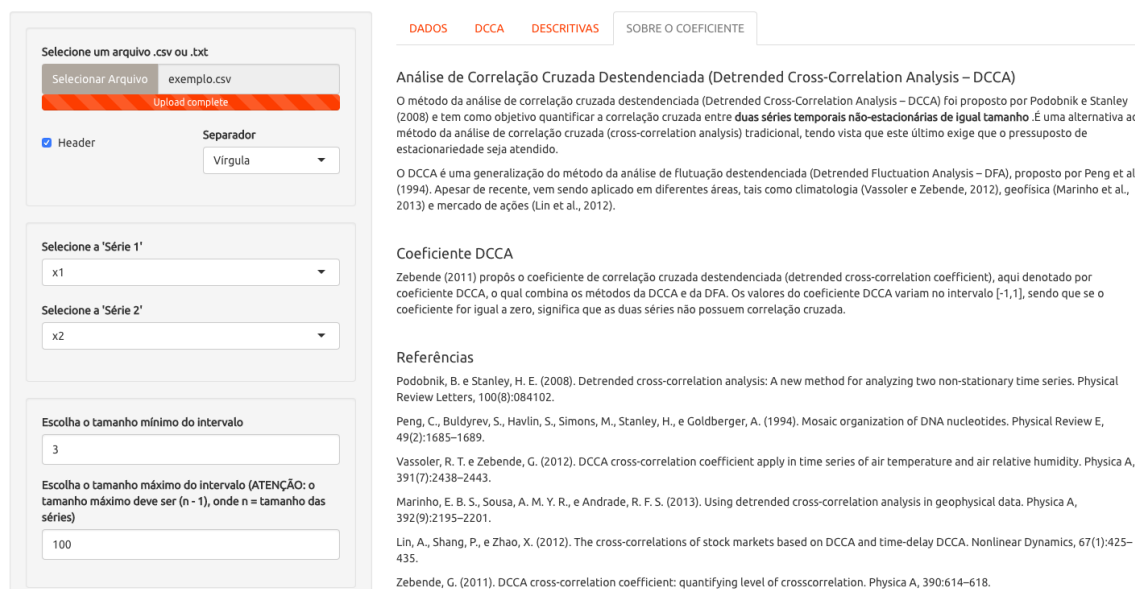 Selecione um arquivo .csv ou .txt
Selecionar Arquivo exemplo.csv
Upload complete
Header
Separador
Vírgula
Selecione a 'Série 1'
x1
Selecione a 'Série 2'
x2
Escolha o tamanho mínimo do intervalo
3
Escolha o tamanho máximo do intervalo (ATENÇÃO: o
tamanho máximo deve ser (n - 1), onde n = tamanho das
séries)
100
DADOS DCCA DESCRITIVAS SOBRE O COEFICIENTE
Análise de Correlação Cruzada Destendenciada (Detrended Cross-Correlation Analysis – DCCA)
O método da análise de correlação cruzada destendenciada (Detrended Cross-Correlation Analysis – DCCA) foi proposto por Podobnik e Stanley
(2008) e tem como objetivo quantificar a correlação cruzada entre duas séries temporais não-estacionárias de igual tamanho .É uma alternativa ao
método da análise de correlação cruzada (cross-correlation analysis) tradicional, tendo vista que este último exige que o pressuposto de
estacionariedade seja atendido.
O DCCA é uma generalização do método da análise de flutuação destendenciada (Detrended Fluctuation Analysis – DFA), proposto por Peng et al
(1994). Apesar de recente, vem sendo aplicado em diferentes áreas, tais como climatologia (Vassoler e Zebende, 2012), geofísica (Marinho et al.,
2013) e mercado de ações (Lin et al., 2012).
Coeficiente DCCA
Zebende (2011) propôs o coeficiente de correlação cruzada destendenciada (detrended cross-correlation coefficient), aqui denotado por
coeficiente DCCA, o qual combina os métodos da DCCA e da DFA. Os valores do coeficiente DCCA variam no intervalo [-1,1], sendo que se o
coeficiente for igual a zero, significa que as duas séries não possuem correlação cruzada.
Referências
Podobnik, B. e Stanley, H. E. (2008). Detrended cross-correlation analysis: A new method for analyzing two non-stationary time series. Physical
Review Letters, 100(8):084102.
Peng, C., Buldyrev, S., Havlin, S., Simons, M., Stanley, H., e Goldberger, A. (1994). Mosaic organization of DNA nucleotides. Physical Review E,
49(2):1685–1689.
Vassoler, R. T. e Zebende, G. (2012). DCCA cross-correlation coefficient apply in time series of air temperature and air relative humidity. Physica A,
391(7):2438–2443.
Marinho, E. B. S., Sousa, A. M. Y. R., e Andrade, R. F. S. (2013). Using detrended cross-correlation analysis in geophysical data. Physica A,
392(9):2195–2201.
Lin, A., Shang, P., e Zhao, X. (2012). The cross-correlations of stock markets based on DCCA and time-delay DCCA. Nonlinear Dynamics, 67(1):425–
435.
Zebende, G. (2011). DCCA cross-correlation coefficient: quantifying level of crosscorrelation. Physica A, 390:614–618.